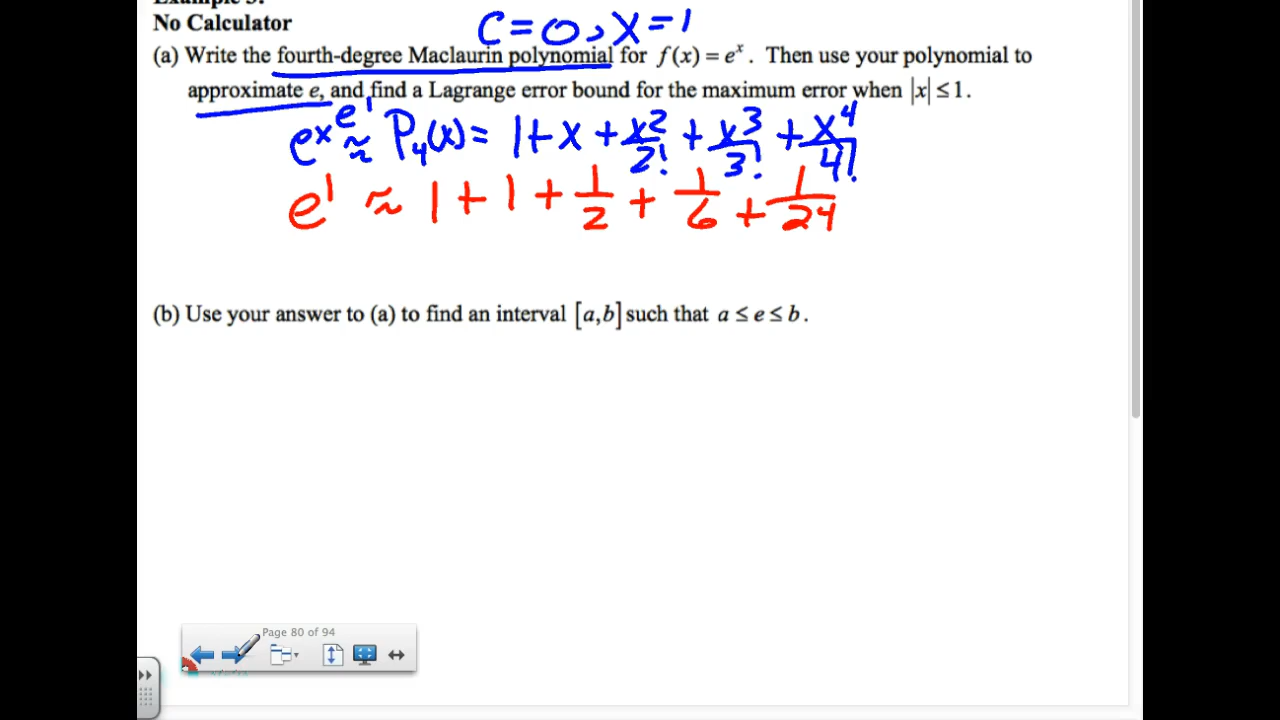 No Calculator
C = 0, X = 1
(a) Write the fourth-degree Maclaurin polynomial for f(x) = eˣ. Then use your polynomial to
approximate e, and find a Lagrange error bound for the maximum error when |x| ≤ 1.
eˣ e¹ ≈ P₄(x) = 1 + x + x²/2! + x³/3! + x⁴/4!
e¹ ≈ 1 + 1 + 1/2 + 1/6 + 1/24
(b) Use your answer to (a) to find an interval [a,b] such that a ≤ e ≤ b.
Page 80 of 94